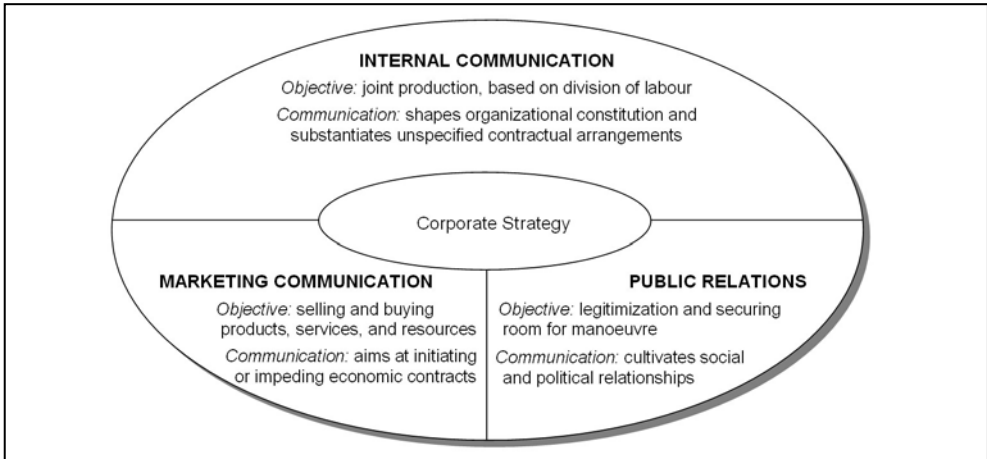 INTERNAL COMMUNICATION
Objective: joint production, based on division of labour
Communication: shapes organizational constitution and
substantiates unspecified contractual arrangements
Corporate Strategy
MARKETING COMMUNICATION
Objective: selling and buying
products, services, and resources
Communication: aims at initiating
or impeding economic contracts
PUBLIC RELATIONS
Objective: legitimization and securing
room for manoeuvre
Communication: cultivates social
and political relationships